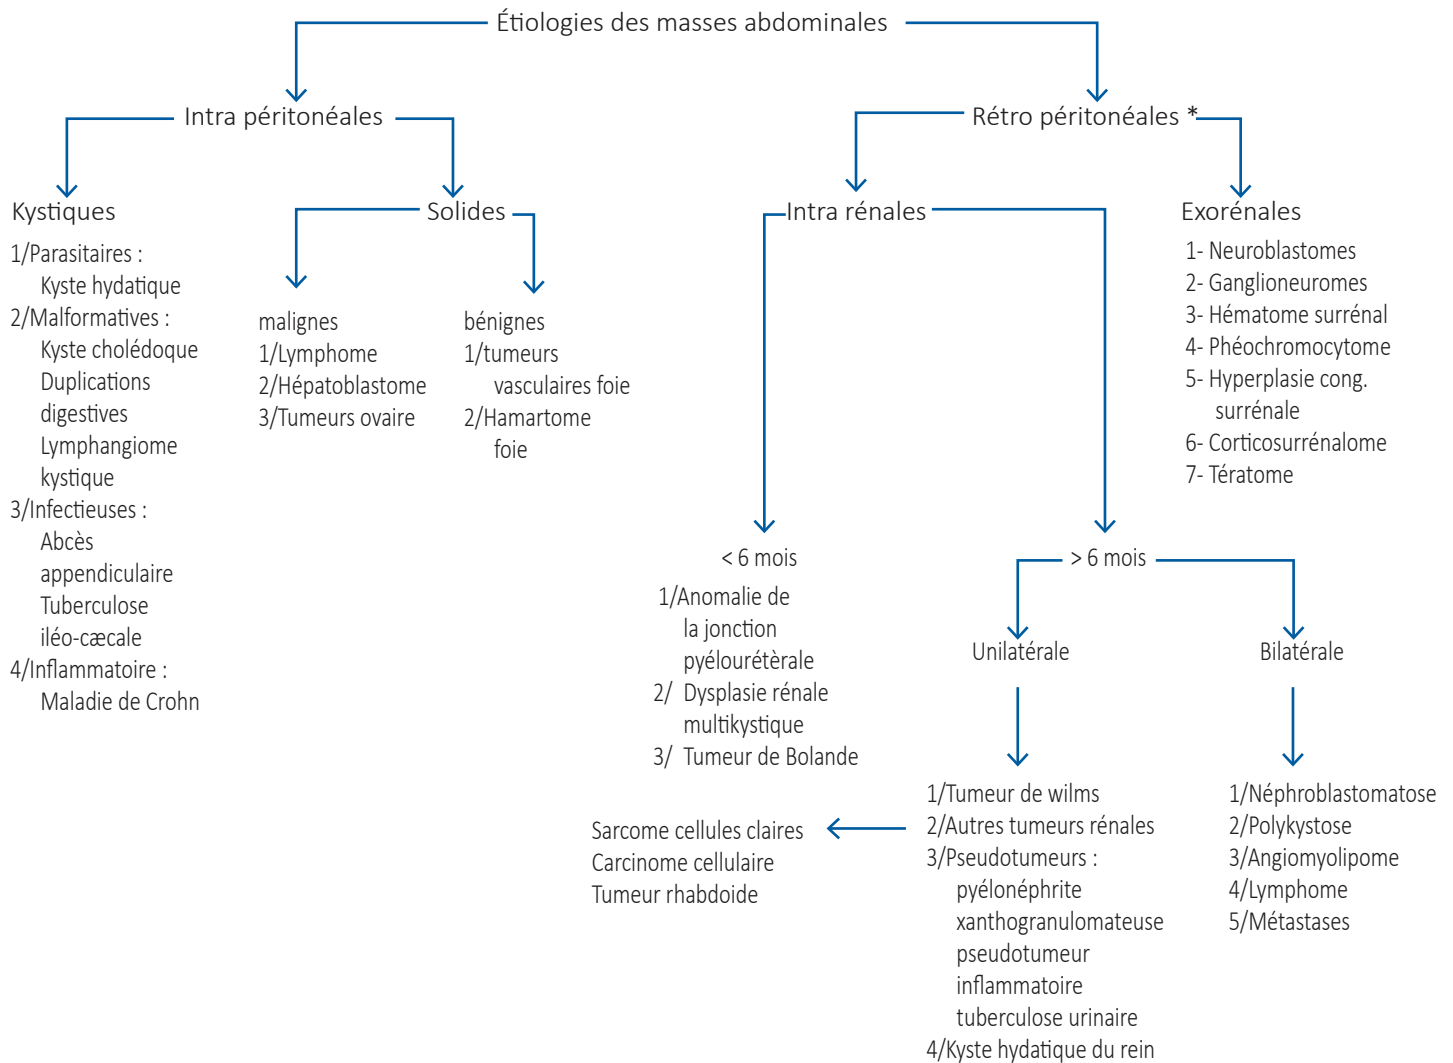 Étiologies des masses abdominales
Intra péritonéales
Rétro péritonéales *
Kystiques
1/Parasitaires :
Kyste hydatique
2/Malformatives :
Kyste cholédoque
Duplications
digestives
Lymphangiome
kystique
3/Infectieuses :
Abcès
appendiculaire
Tuberculose
iléo-cæcale
4/Inflammatoire :
Maladie de Crohn
Solides
malignes
1/Lymphome
2/Hépatoblastome
3/Tumeurs ovaire
bénignes
1/tumeurs
vasculaires foie
2/Hamartome
foie
Intra rénales
< 6 mois
1/Anomalie de
la jonction
pyélourétèrale
2/ Dysplasie rénale
multikystique
3/ Tumeur de Bolande
> 6 mois
Unilatérale
1/Tumeur de wilms
2/Autres tumeurs rénales
3/Pseudotumeurs :
pyélonéphrite
xanthogranulomateuse
pseudotumeur
inflammatoire
tuberculose urinaire
4/Kyste hydatique du rein
Sarcome cellules claires
Carcinome cellulaire
Tumeur rhabdoide
Bilatérale
1/Néphroblastomatose
2/Polykystose
3/Angiomyolipome
4/Lymphome
5/Métastases
Exorénales
1- Neuroblastomes
2- Ganglioneuromes
3- Hématome surrénal
4- Phéochromocytome
5- Hyperplasie cong.
surrénale
6- Corticosurrénalome
7- Tératome